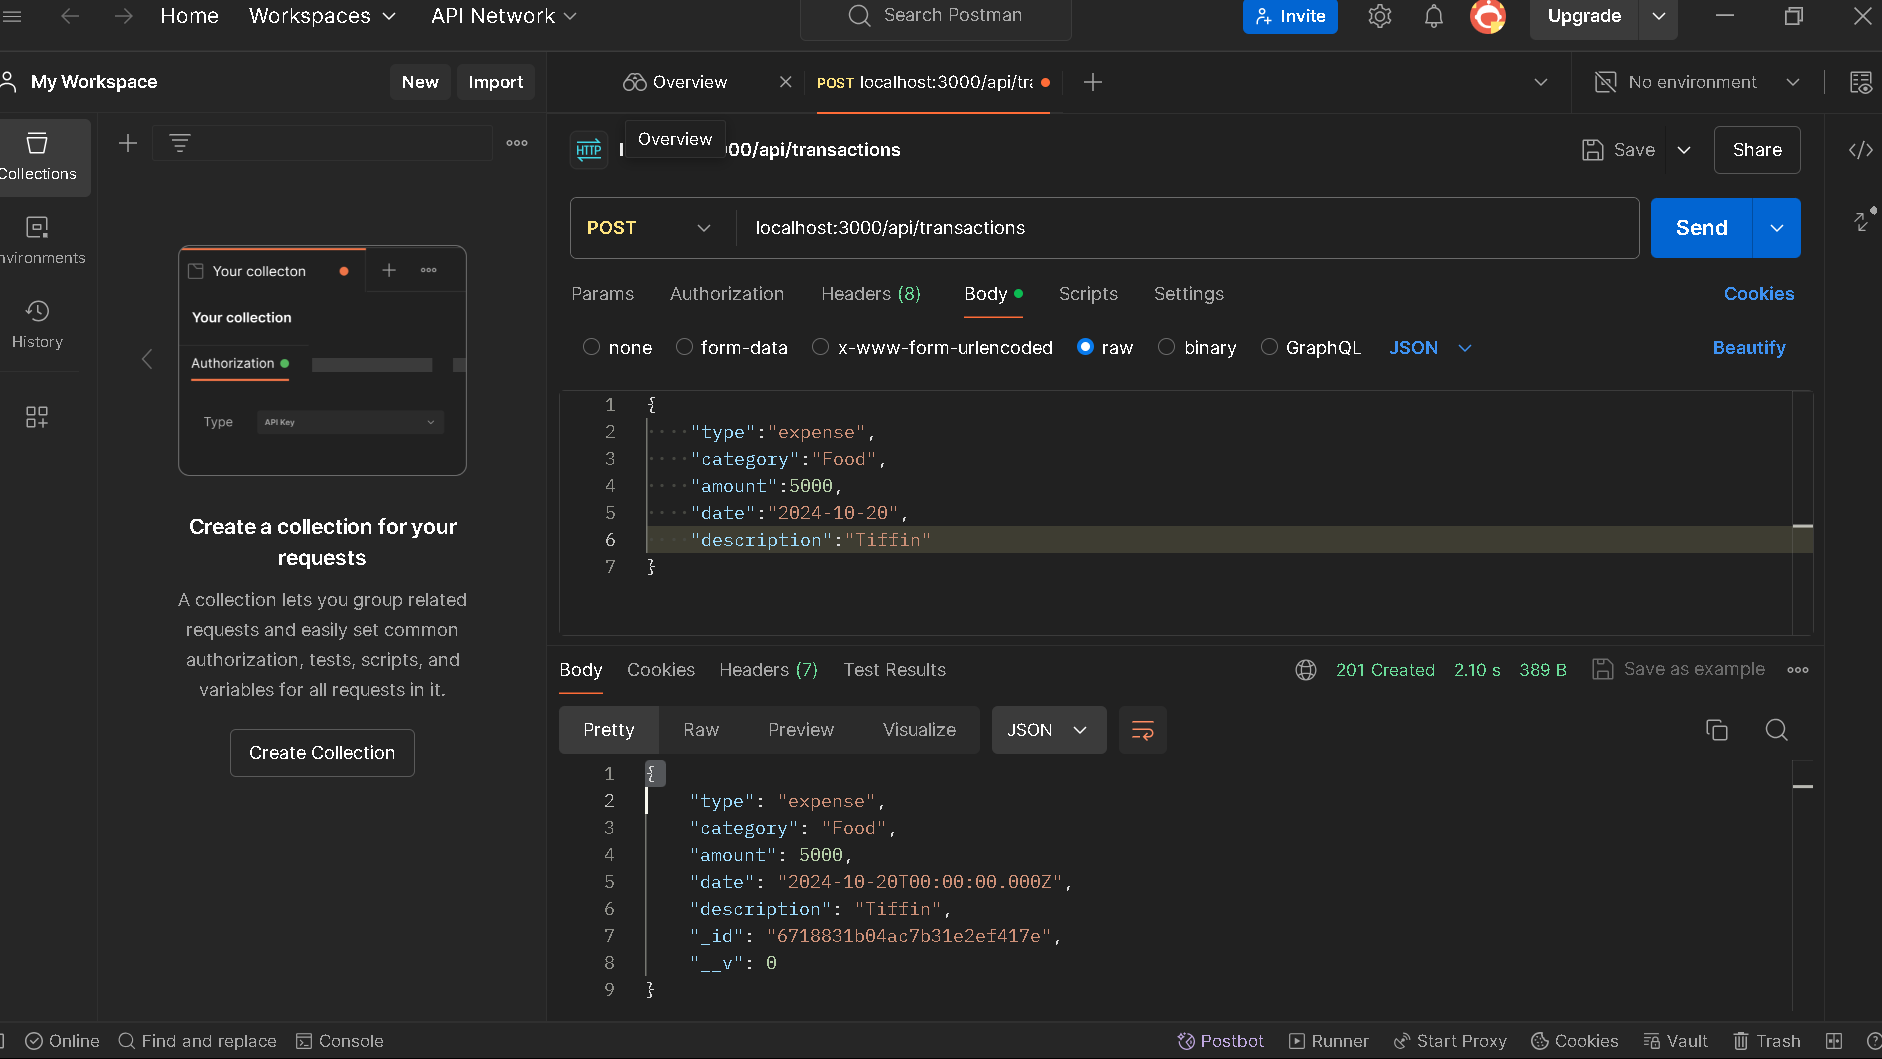 Home Workspaces API Network Search Postman Invite Upgrade
My Workspace New Import Overview POST localhost:3000/api/tra No environment
Overview
00/api/transactions Save Share
Collections
nvironments
History
Your collecton
Your collection
Authorization
Type API Key
Create a collection for your
requests
A collection lets you group related
requests and easily set common
authorization, tests, scripts, and
variables for all requests in it.
Create Collection
POST localhost:3000/api/transactions Send
Params Authorization Headers (8) Body Scripts Settings Cookies
none form-data x-www-form-urlencoded raw binary GraphQL JSON Beautify
1 {
2 "type":"expense",
3 "category":"Food",
4 "amount":5000,
5 "date":"2024-10-20",
6 "description":"Tiffin"
7 }
Body Cookies Headers (7) Test Results 201 Created 2.10 s 389 B Save as example
Pretty Raw Preview Visualize JSON
1 {
2 "type": "expense",
3 "category": "Food",
4 "amount": 5000,
5 "date": "2024-10-20T00:00:00.000Z",
6 "description": "Tiffin",
7 "_id": "6718831b04ac7b31e2ef417e",
8 "__v": 0
9 }
Online Find and replace Console Postbot Runner Start Proxy Cookies Vault Trash